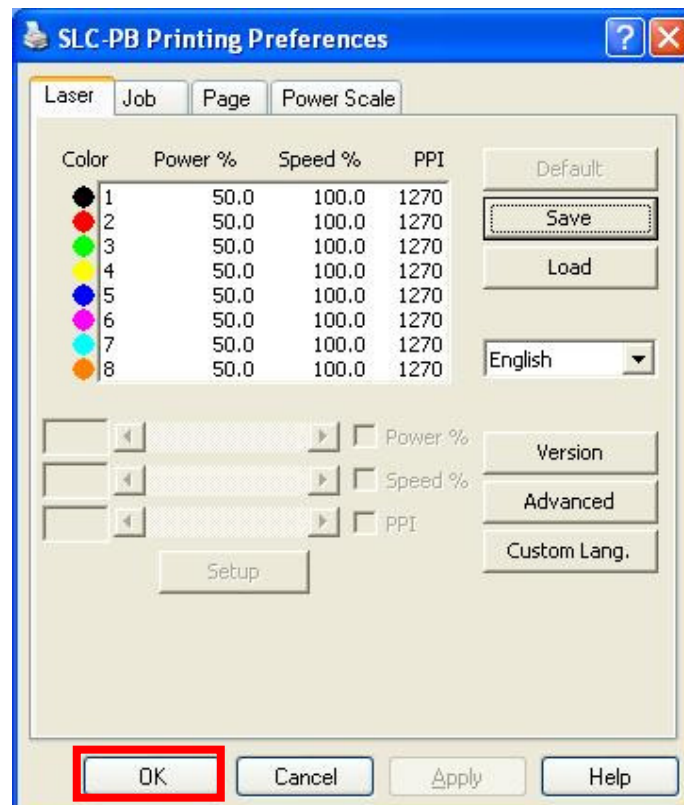 SLC-PB Printing Preferences
Laser Job Page Power Scale
Color Power % Speed % PPI
1 50.0 100.0 1270
2 50.0 100.0 1270
3 50.0 100.0 1270
4 50.0 100.0 1270
5 50.0 100.0 1270
6 50.0 100.0 1270
7 50.0 100.0 1270
8 50.0 100.0 1270
Default
Save
Load
English
Power %
Speed %
PPI
Setup
Version
Advanced
Custom Lang.
OK Cancel Apply Help